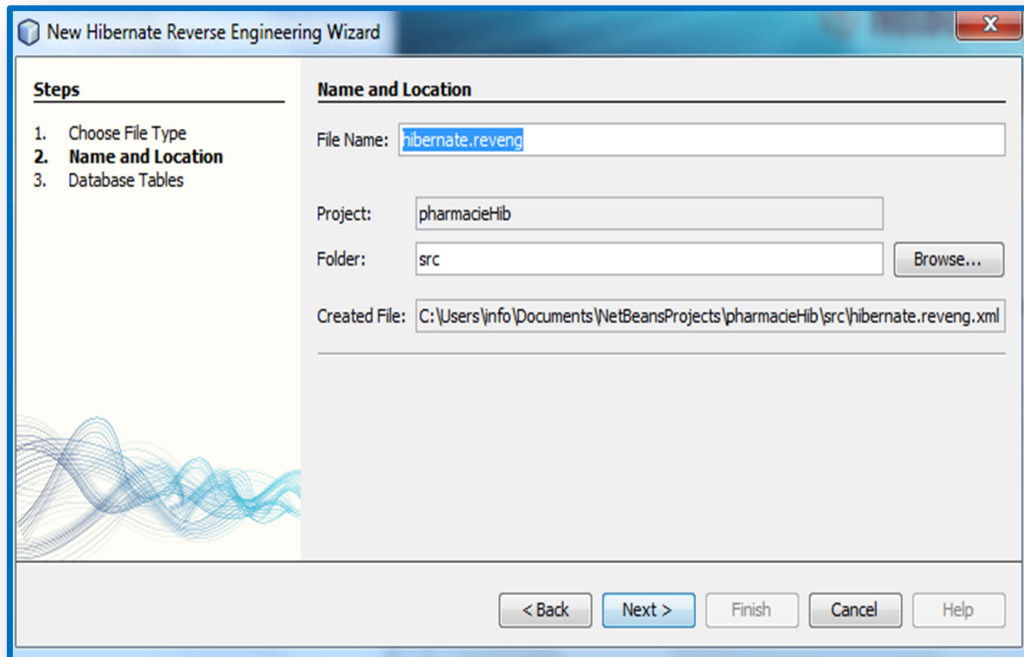 New Hibernate Reverse Engineering Wizard
Steps
1. Choose File Type
2. Name and Location
3. Database Tables
Name and Location
File Name: hibernate.reveng
Project: pharmacieHib
Folder: src Browse...
Created File: C:\Users\info\Documents\NetBeansProjects\pharmacieHib\src\hibernate.reveng.xml
< Back Next > Finish Cancel Help